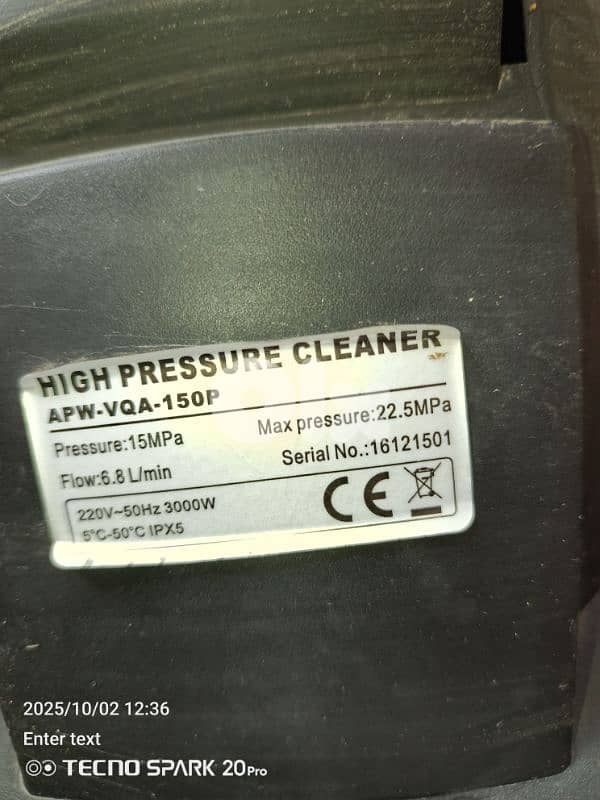 HIGH PRESSURE CLEANER
APW-VQA-150P
Pressure:15MPa Max pressure:22.5MPa
Flow:6.8 L/min Serial No.:16121501
220V~50Hz 3000W
5°C-50°C IPX5
CE
2025/10/02 12:36
Enter text
TECNO SPARK 20Pro